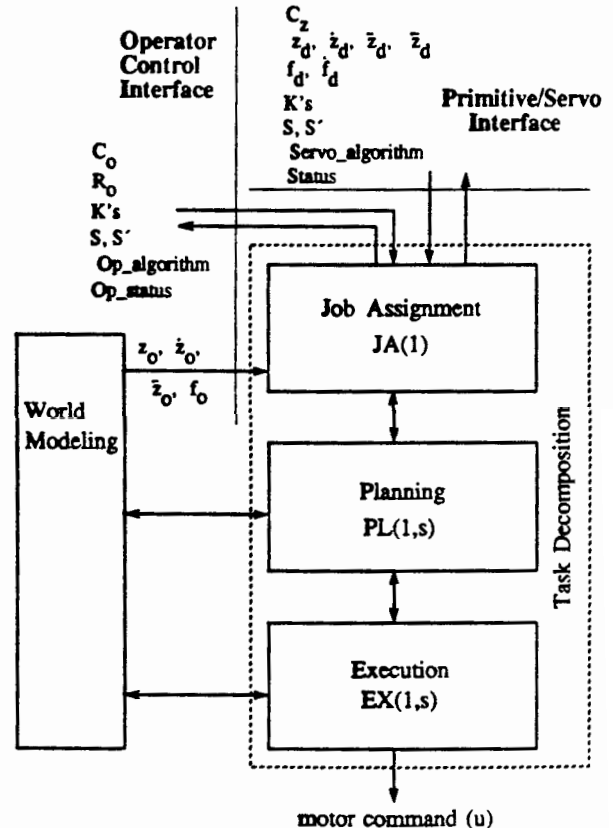 Operator
Control
Interface
C_z
z_d, ż_d, z̈_d, z⃛_d
f_d, ḟ_d
K's
S, S´
Servo_algorithm
Status
Primitive/Servo
Interface
C_o
R_o
K's
S, S´
Op_algorithm
Op_status
z_o, ż_o,
z̈_o, f_o
World
Modeling
Job Assignment
JA(1)
Planning
PL(1,s)
Execution
EX(1,s)
Task Decomposition
motor command (u)